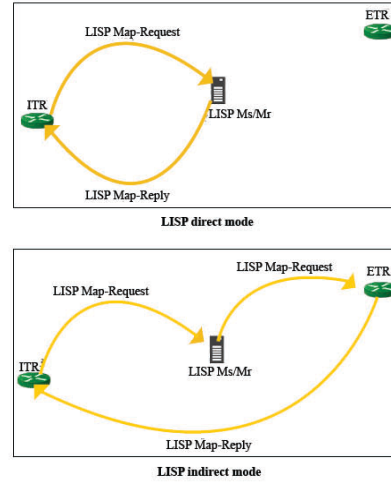 ETR
LISP Map-Request
ITR
LISP Ms/Mr
LISP Map-Reply
LISP direct mode
LISP Map-Request
ETR
LISP Map-Request
ITR
LISP Ms/Mr
LISP Map-Reply
LISP indirect mode